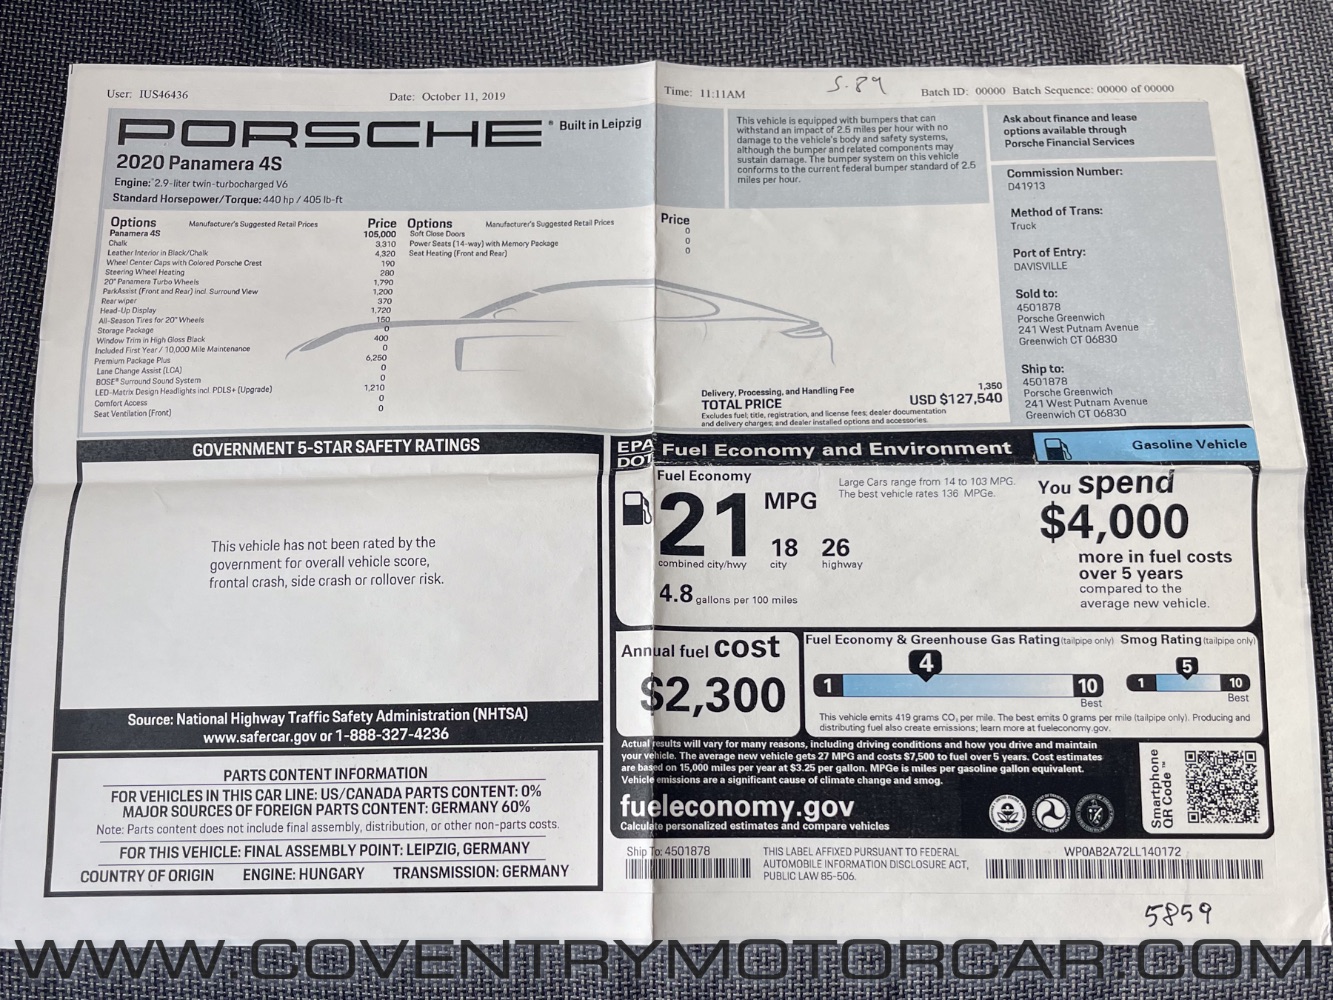 User: IUS46436 Date: October 11, 2019 Time: 11:11AM S.89 Batch ID: 00000 Batch Sequence: 00000 of 00000
PORSCHE ® Built in Leipzig
2020 Panamera 4S
Engine: 2.9-liter twin-turbocharged V6
Standard Horsepower/Torque: 440 hp / 405 lb-ft
This vehicle is equipped with bumpers that can
withstand an impact of 2.5 miles per hour with no
damage to the vehicle's body and safety systems,
although the bumper and related components may
sustain damage. The bumper system on this vehicle
conforms to the current federal bumper standard of 2.5
miles per hour.
Ask about finance and lease
options available through
Porsche Financial Services
Commission Number:
D41913
Method of Trans:
Truck
Port of Entry:
DAVISVILLE
Sold to:
4501878
Porsche Greenwich
241 West Putnam Avenue
Greenwich CT 06830
Ship to:
4501878
Porsche Greenwich
241 West Putnam Avenue
Greenwich CT 06830
Options Manufacturer's Suggested Retail Prices Price
Panamera 4S 105,000
Chalk 3,310
Leather Interior in Black/Chalk 4,320
Wheel Center Caps with Colored Porsche Crest 190
Steering Wheel Heating 280
20" Panamera Turbo Wheels 1,790
ParkAssist (Front and Rear) incl. Surround View 1,200
Rear wiper 370
Head-Up Display 1,720
All-Season Tires for 20" Wheels 150
Storage Package 0
Window Trim in High Gloss Black 400
Included First Year / 10,000 Mile Maintenance 0
Premium Package Plus 6,250
Lane Change Assist (LCA) 0
BOSE® Surround Sound System 0
LED-Matrix Design Headlights incl. PDLS+ (Upgrade) 1,210
Comfort Access 0
Seat Ventilation (Front) 0
Options Manufacturer's Suggested Retail Prices Price
Soft Close Doors 0
Power Seats (14-way) with Memory Package 0
Seat Heating (Front and Rear) 0
Delivery, Processing, and Handling Fee 1,350
TOTAL PRICE USD $127,540
Excludes fuel, title, registration, and license fees, dealer documentation
and delivery charges, and dealer installed options and accessories.
GOVERNMENT 5-STAR SAFETY RATINGS
This vehicle has not been rated by the
government for overall vehicle score,
frontal crash, side crash or rollover risk.
Source: National Highway Traffic Safety Administration (NHTSA)
www.safercar.gov or 1-888-327-4236
PARTS CONTENT INFORMATION
FOR VEHICLES IN THIS CAR LINE: US/CANADA PARTS CONTENT: 0%
MAJOR SOURCES OF FOREIGN PARTS CONTENT: GERMANY 60%
Note: Parts content does not include final assembly, distribution, or other non-parts costs.
FOR THIS VEHICLE: FINAL ASSEMBLY POINT: LEIPZIG, GERMANY
COUNTRY OF ORIGIN ENGINE: HUNGARY TRANSMISSION: GERMANY
EPA
DOT
Fuel Economy and Environment
Gasoline Vehicle
Fuel Economy
21 MPG
combined city/hwy
18
city
26
highway
4.8 gallons per 100 miles
Large Cars range from 14 to 103 MPG.
The best vehicle rates 136 MPGe.
You spend
$4,000
more in fuel costs
over 5 years
compared to the
average new vehicle.
Annual fuel cost
$2,300
Fuel Economy & Greenhouse Gas Rating (tailpipe only)
1 4 10
Best
Smog Rating (tailpipe only)
1 5 10
Best
This vehicle emits 419 grams CO₂ per mile. The best emits 0 grams per mile (tailpipe only). Producing and
distributing fuel also create emissions; learn more at fueleconomy.gov.
Actual results will vary for many reasons, including driving conditions and how you drive and maintain
your vehicle. The average new vehicle gets 27 MPG and costs $7,500 to fuel over 5 years. Cost estimates
are based on 15,000 miles per year at $3.25 per gallon. MPGe is miles per gasoline gallon equivalent.
Vehicle emissions are a significant cause of climate change and smog.
fueleconomy.gov
Calculate personalized estimates and compare vehicles
Smartphone
QR Code™
Ship To: 4501878
THIS LABEL AFFIXED PURSUANT TO FEDERAL
AUTOMOBILE INFORMATION DISCLOSURE ACT,
PUBLIC LAW 85-506.
WP0AB2A72LL140172
5859
WWW.COVENTRYMOTORCAR.COM